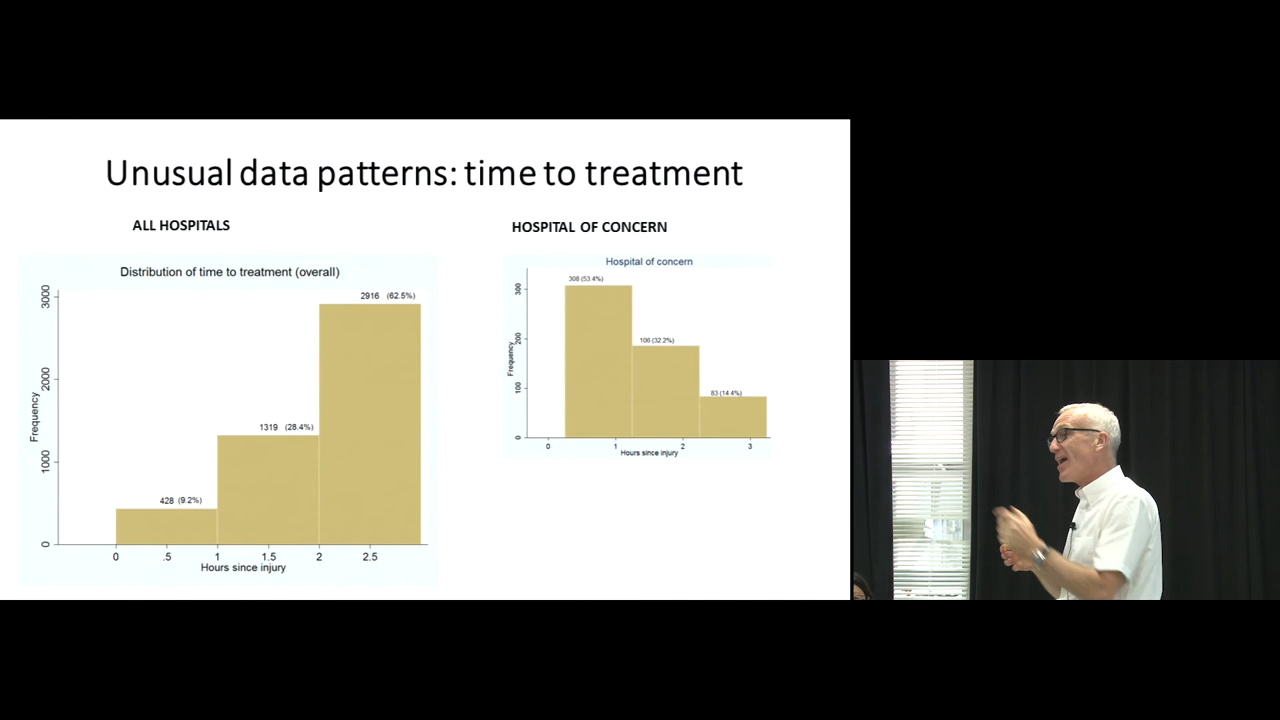 Unusual data patterns: time to treatment
ALL HOSPITALS
Distribution of time to treatment (overall)
3000
2000
1000
0
Frequency
428 (9.2%)
1319 (28.4%)
2916 (62.5%)
0 .5 1 1.5 2 2.5
Hours since injury
HOSPITAL OF CONCERN
Hospital of concern
300
200
100
0
Frequency
308 (53.4%)
106 (32.2%)
83 (14.4%)
0 1 2 3
Hours since injury